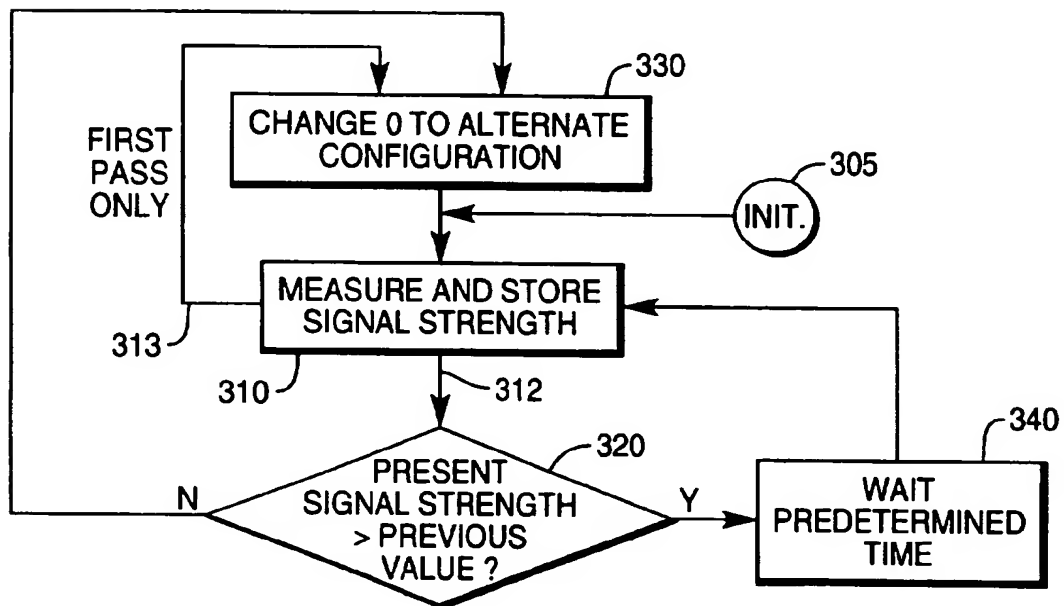 330
CHANGE 0 TO ALTERNATE
CONFIGURATION
FIRST
PASS
ONLY
305
INIT.
MEASURE AND STORE
SIGNAL STRENGTH
313
310
312
320
340
PRESENT
SIGNAL STRENGTH
> PREVIOUS
VALUE ?
N
Y
WAIT
PREDETERMINED
TIME